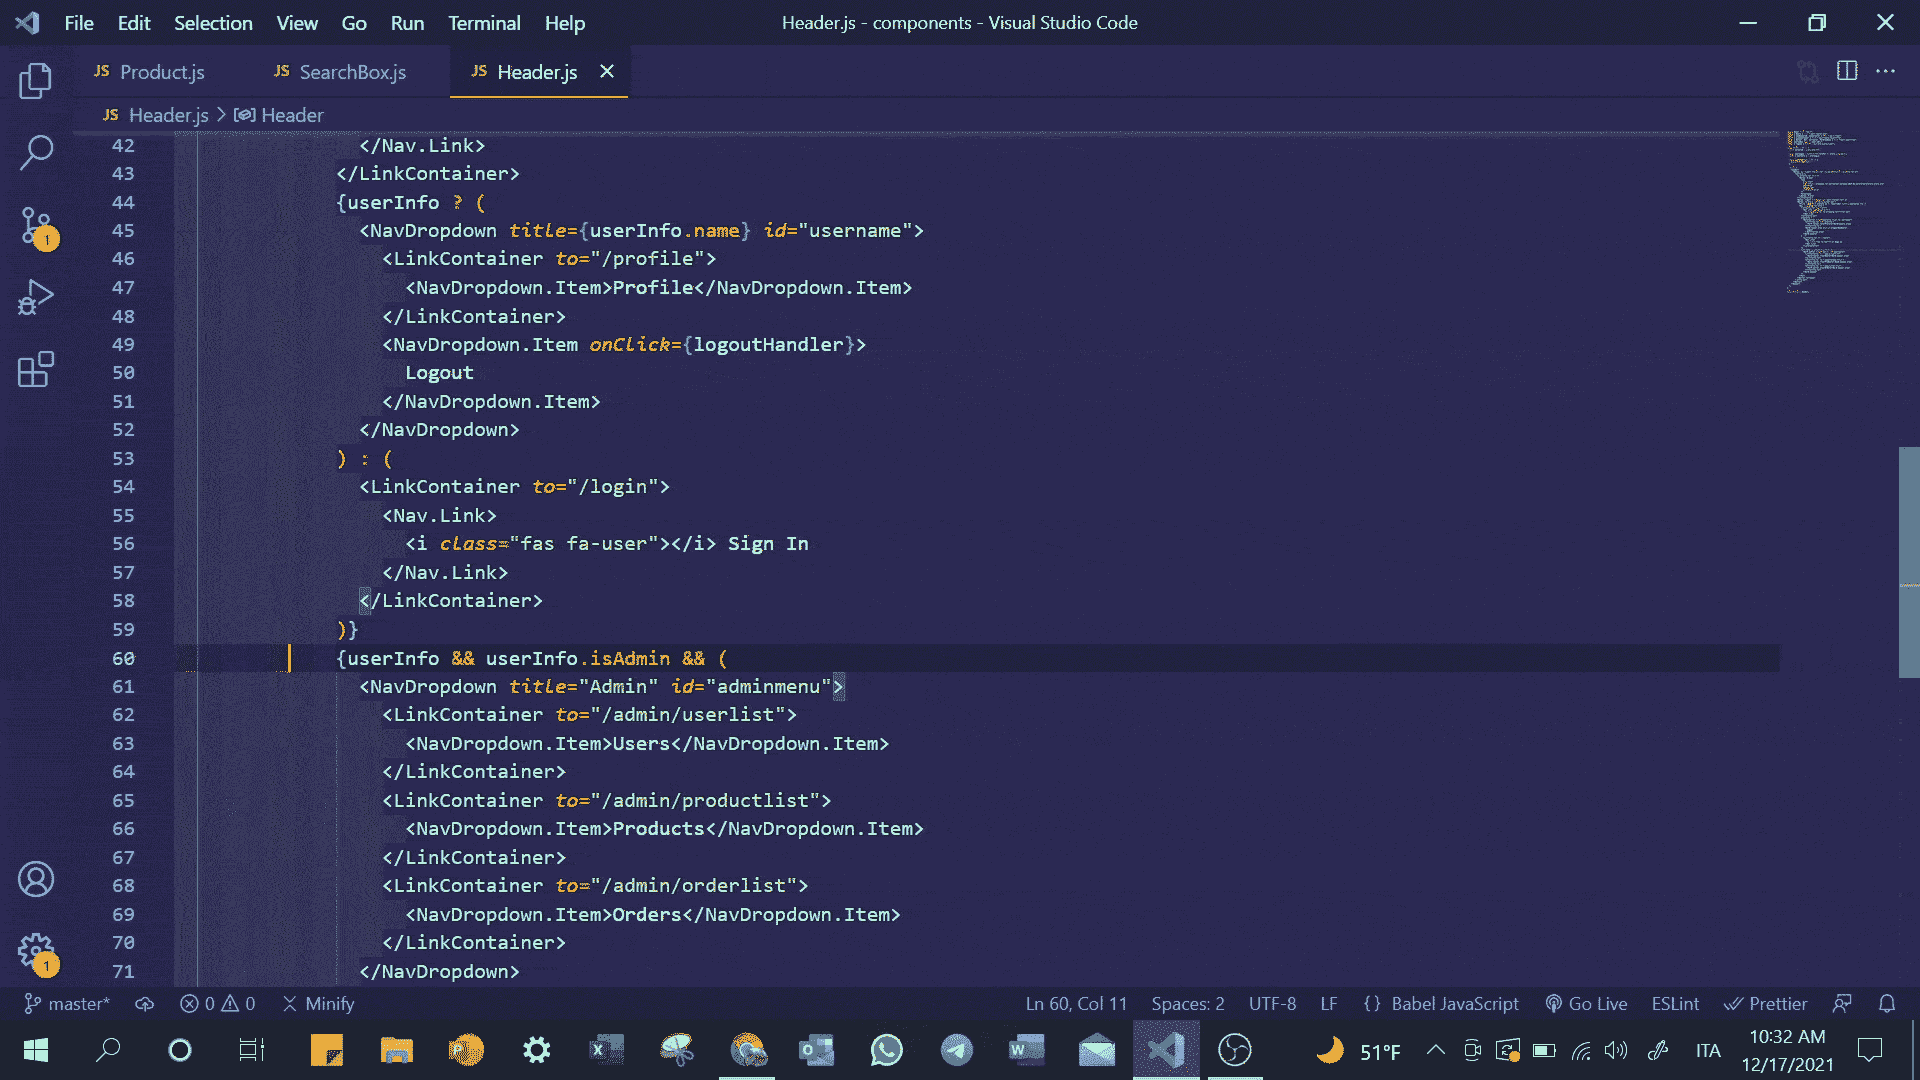 File Edit Selection View Go Run Terminal Help Header.js - components - Visual Studio Code
JS Product.js JS SearchBox.js JS Header.js
JS Header.js > Header
42 </Nav.Link>
43 </LinkContainer>
44 {userInfo ? (
45 <NavDropdown title={userInfo.name} id="username">
46 <LinkContainer to="/profile">
47 <NavDropdown.Item>Profile</NavDropdown.Item>
48 </LinkContainer>
49 <NavDropdown.Item onClick={logoutHandler}>
50 Logout
51 </NavDropdown.Item>
52 </NavDropdown>
53 ) : (
54 <LinkContainer to="/login">
55 <Nav.Link>
56 <i class="fas fa-user"></i> Sign In
57 </Nav.Link>
58 </LinkContainer>
59 )}
60 {userInfo && userInfo.isAdmin && (
61 <NavDropdown title="Admin" id="adminmenu">
62 <LinkContainer to="/admin/userlist">
63 <NavDropdown.Item>Users</NavDropdown.Item>
64 </LinkContainer>
65 <LinkContainer to="/admin/productlist">
66 <NavDropdown.Item>Products</NavDropdown.Item>
67 </LinkContainer>
68 <LinkContainer to="/admin/orderlist">
69 <NavDropdown.Item>Orders</NavDropdown.Item>
70 </LinkContainer>
71 </NavDropdown>
1
1
master* 0 0 Minify Ln 60, Col 11 Spaces: 2 UTF-8 LF {} Babel JavaScript Go Live ESLint Prettier
51°F ITA 10:32 AM
12/17/2021